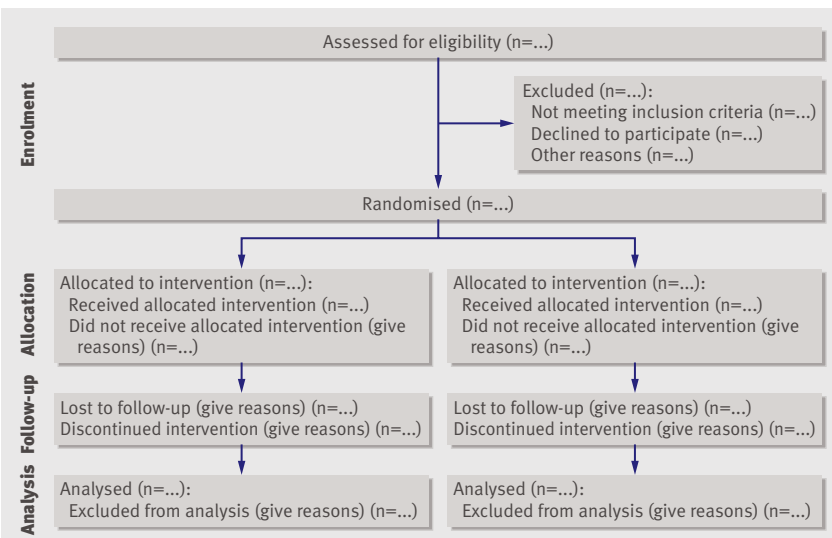 Enrolment
Assessed for eligibility (n=...)
Excluded (n=...):
Not meeting inclusion criteria (n=...)
Declined to participate (n=...)
Other reasons (n=...)
Randomised (n=...)
Allocation
Allocated to intervention (n=...):
Received allocated intervention (n=...)
Did not receive allocated intervention (give
reasons) (n=...)
Allocated to intervention (n=...):
Received allocated intervention (n=...)
Did not receive allocated intervention (give
reasons) (n=...)
Follow-up
Lost to follow-up (give reasons) (n=...)
Discontinued intervention (give reasons) (n=...)
Lost to follow-up (give reasons) (n=...)
Discontinued intervention (give reasons) (n=...)
Analysis
Analysed (n=...):
Excluded from analysis (give reasons) (n=...)
Analysed (n=...):
Excluded from analysis (give reasons) (n=...)